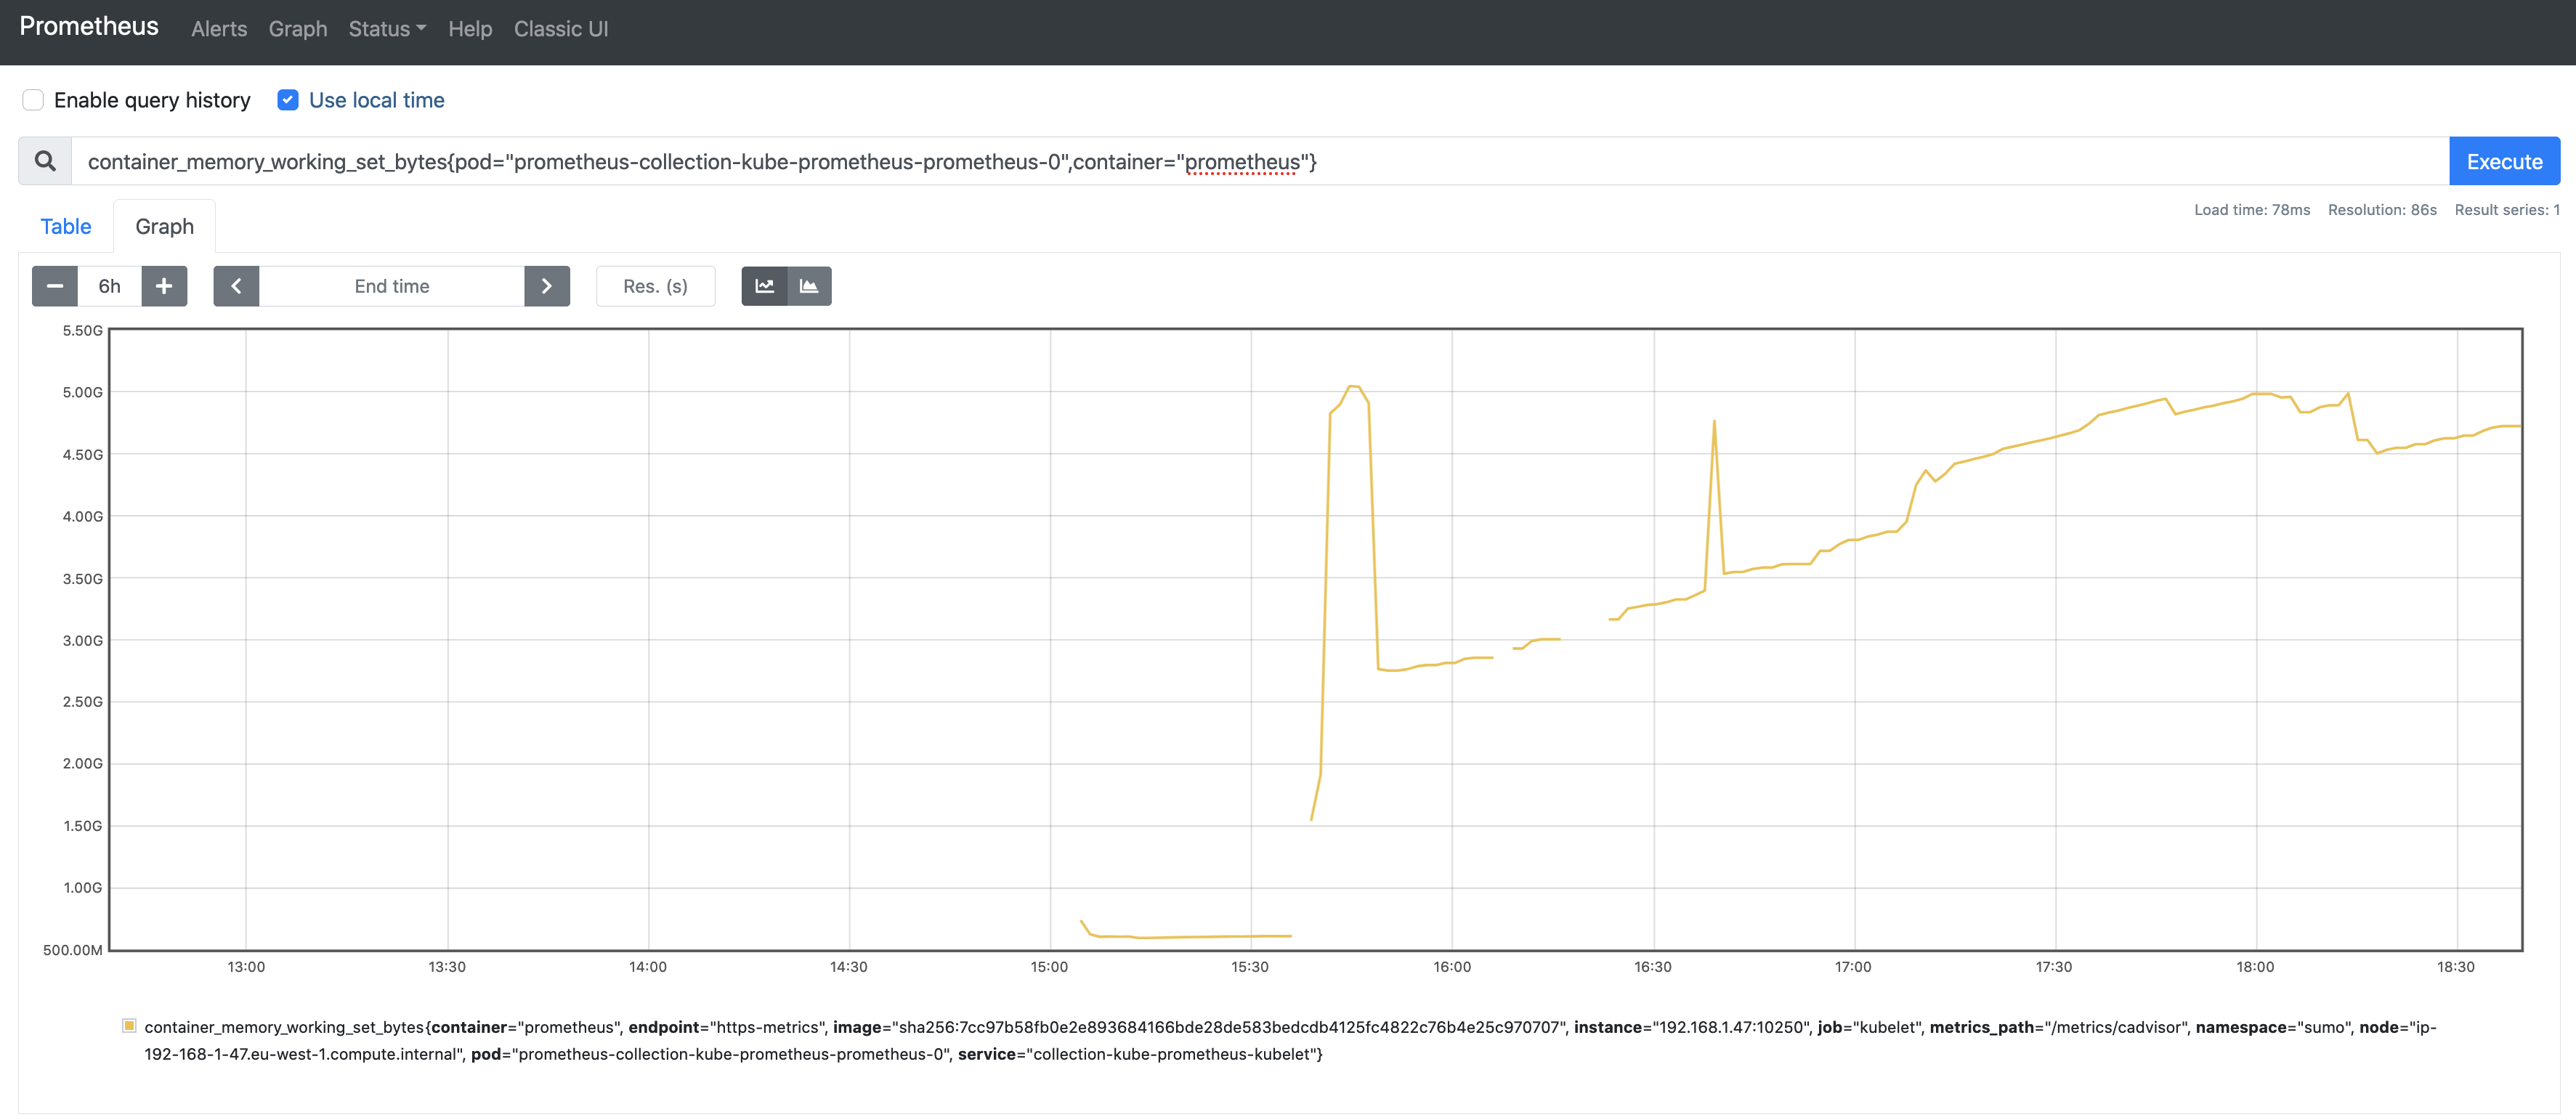 Prometheus Alerts Graph Status Help Classic UI
Enable query history Use local time
container_memory_working_set_bytes{pod="prometheus-collection-kube-prometheus-prometheus-0",container="prometheus"} Execute
Table Graph Load time: 78ms Resolution: 86s Result series: 1
6h End time Res. (s)
5.50G
5.00G
4.50G
4.00G
3.50G
3.00G
2.50G
2.00G
1.50G
1.00G
500.00M
13:00 13:30 14:00 14:30 15:00 15:30 16:00 16:30 17:00 17:30 18:00 18:30
container_memory_working_set_bytes{container="prometheus", endpoint="https-metrics", image="sha256:7cc97b58fb0e2e893684166bde28de583bedcdb4125fc4822c76b4e25c970707", instance="192.168.1.47:10250", job="kubelet", metrics_path="/metrics/cadvisor", namespace="sumo", node="ip-
192-168-1-47.eu-west-1.compute.internal", pod="prometheus-collection-kube-prometheus-prometheus-0", service="collection-kube-prometheus-kubelet"}